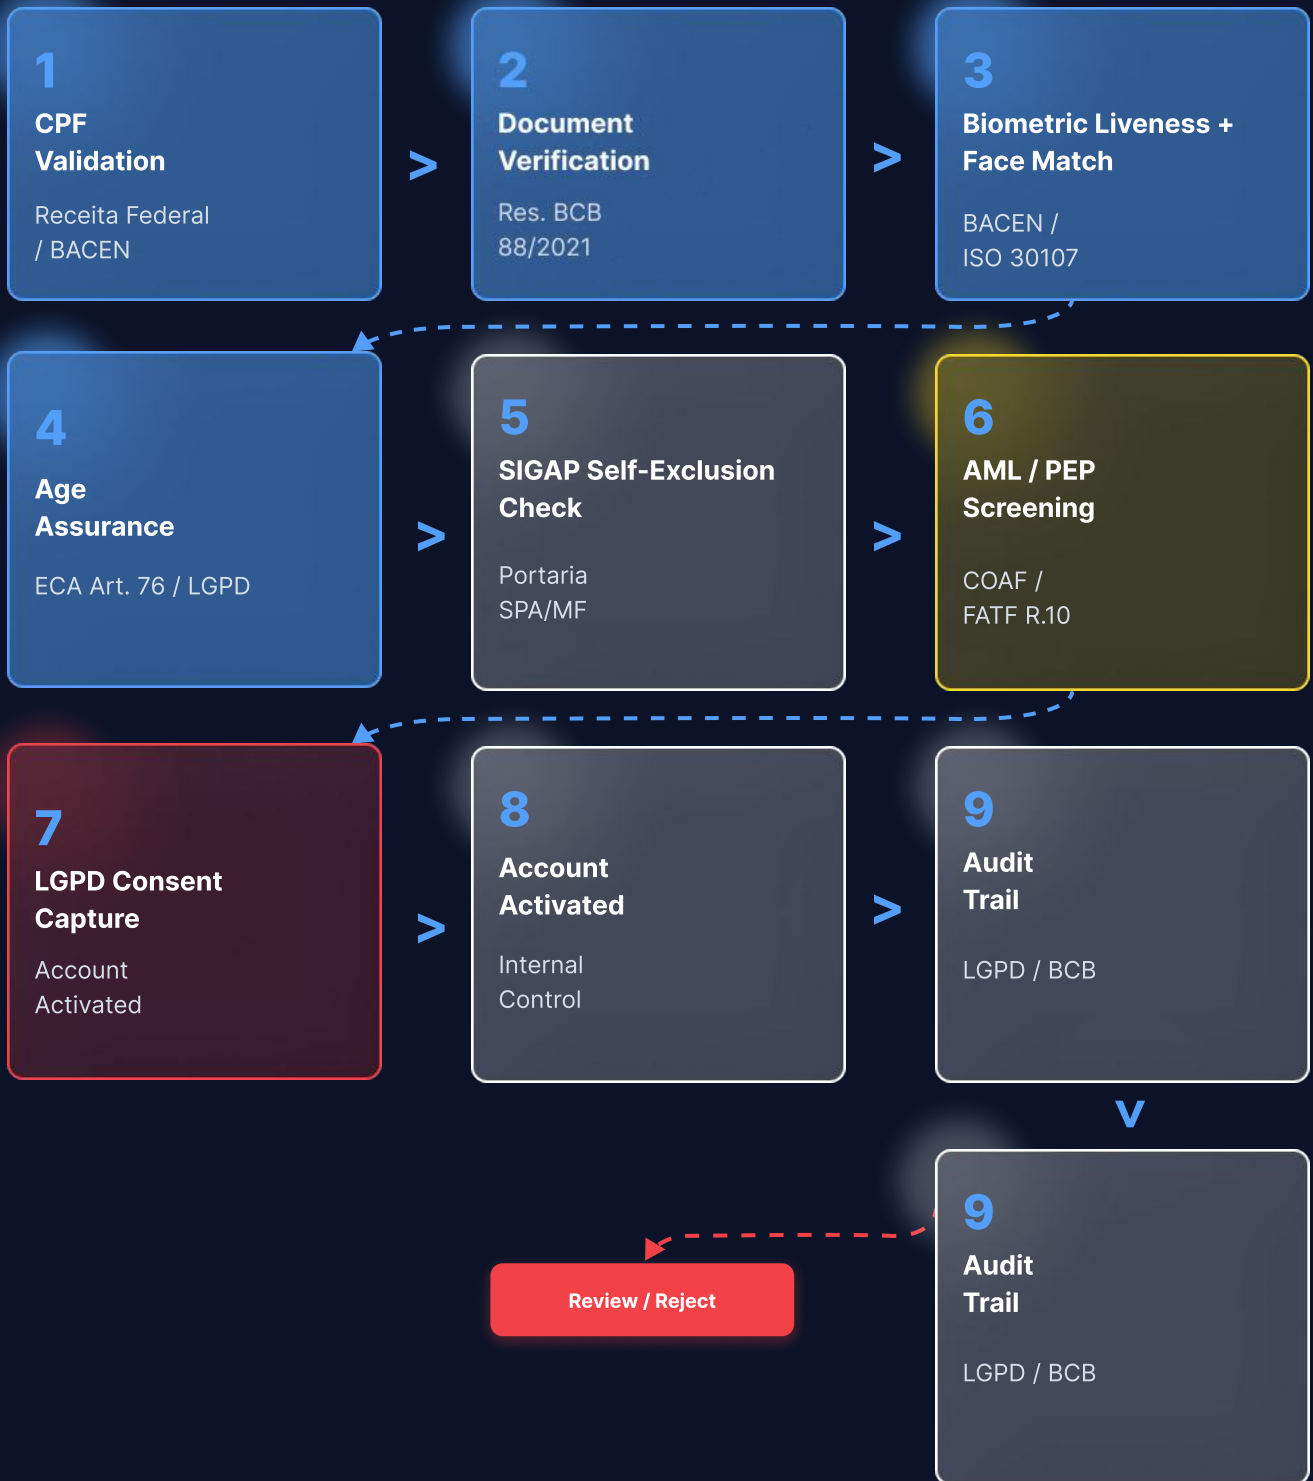 1
CPF
Validation
Receita Federal
/ BACEN
>
2
Document
Verification
Res. BCB
88/2021
>
3
Biometric Liveness +
Face Match
BACEN /
ISO 30107
4
Age
Assurance
ECA Art. 76 / LGPD
>
5
SIGAP Self-Exclusion
Check
Portaria
SPA/MF
>
6
AML / PEP
Screening
COAF /
FATF R.10
7
LGPD Consent
Capture
Account
Activated
>
8
Account
Activated
Internal
Control
>
9
Audit
Trail
LGPD / BCB
v
9
Audit
Trail
LGPD / BCB
Review / Reject